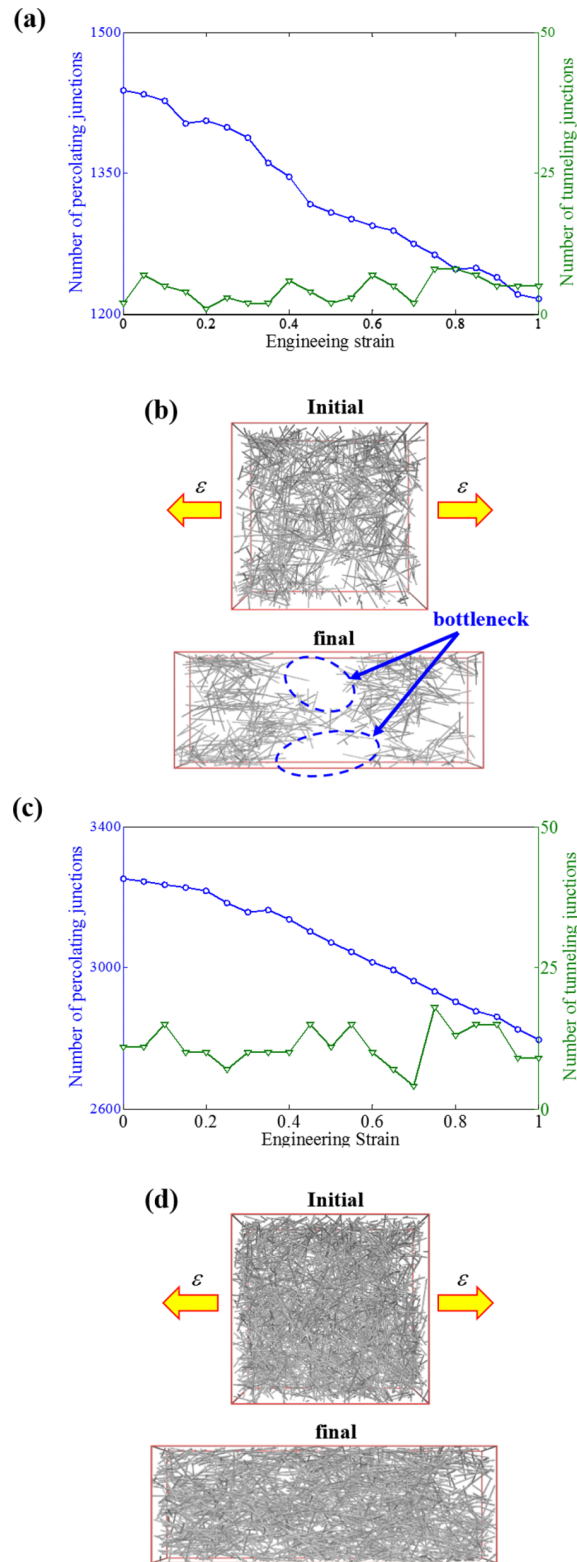 (a)
1500
50
Number of percolating junctions
Number of tunneling junctions
1350
25
1200
0
0
0.2
0.4
0.6
0.8
1
Engineeing strain
(b)
Initial
ε
ε
bottleneck
final
(c)
3400
50
Number of percolating junctions
Number of tunneling junctions
3000
25
2600
0
0
0.2
0.4
0.6
0.8
1
Engineering Strain
(d)
Initial
ε
ε
final